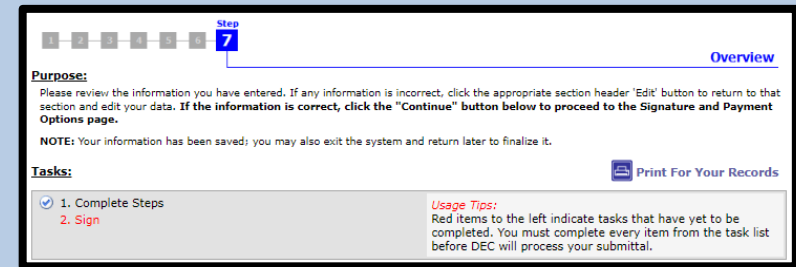 Step
1 2 3 4 5 6 7
Overview
Purpose:
Please review the information you have entered. If any information is incorrect, click the appropriate section header 'Edit' button to return to that
section and edit your data. If the information is correct, click the "Continue" button below to proceed to the Signature and Payment
Options page.
NOTE: Your information has been saved; you may also exit the system and return later to finalize it.
Tasks:
Print For Your Records
1. Complete Steps
2. Sign
Usage Tips:
Red items to the left indicate tasks that have yet to be
completed. You must complete every item from the task list
before DEC will process your submittal.